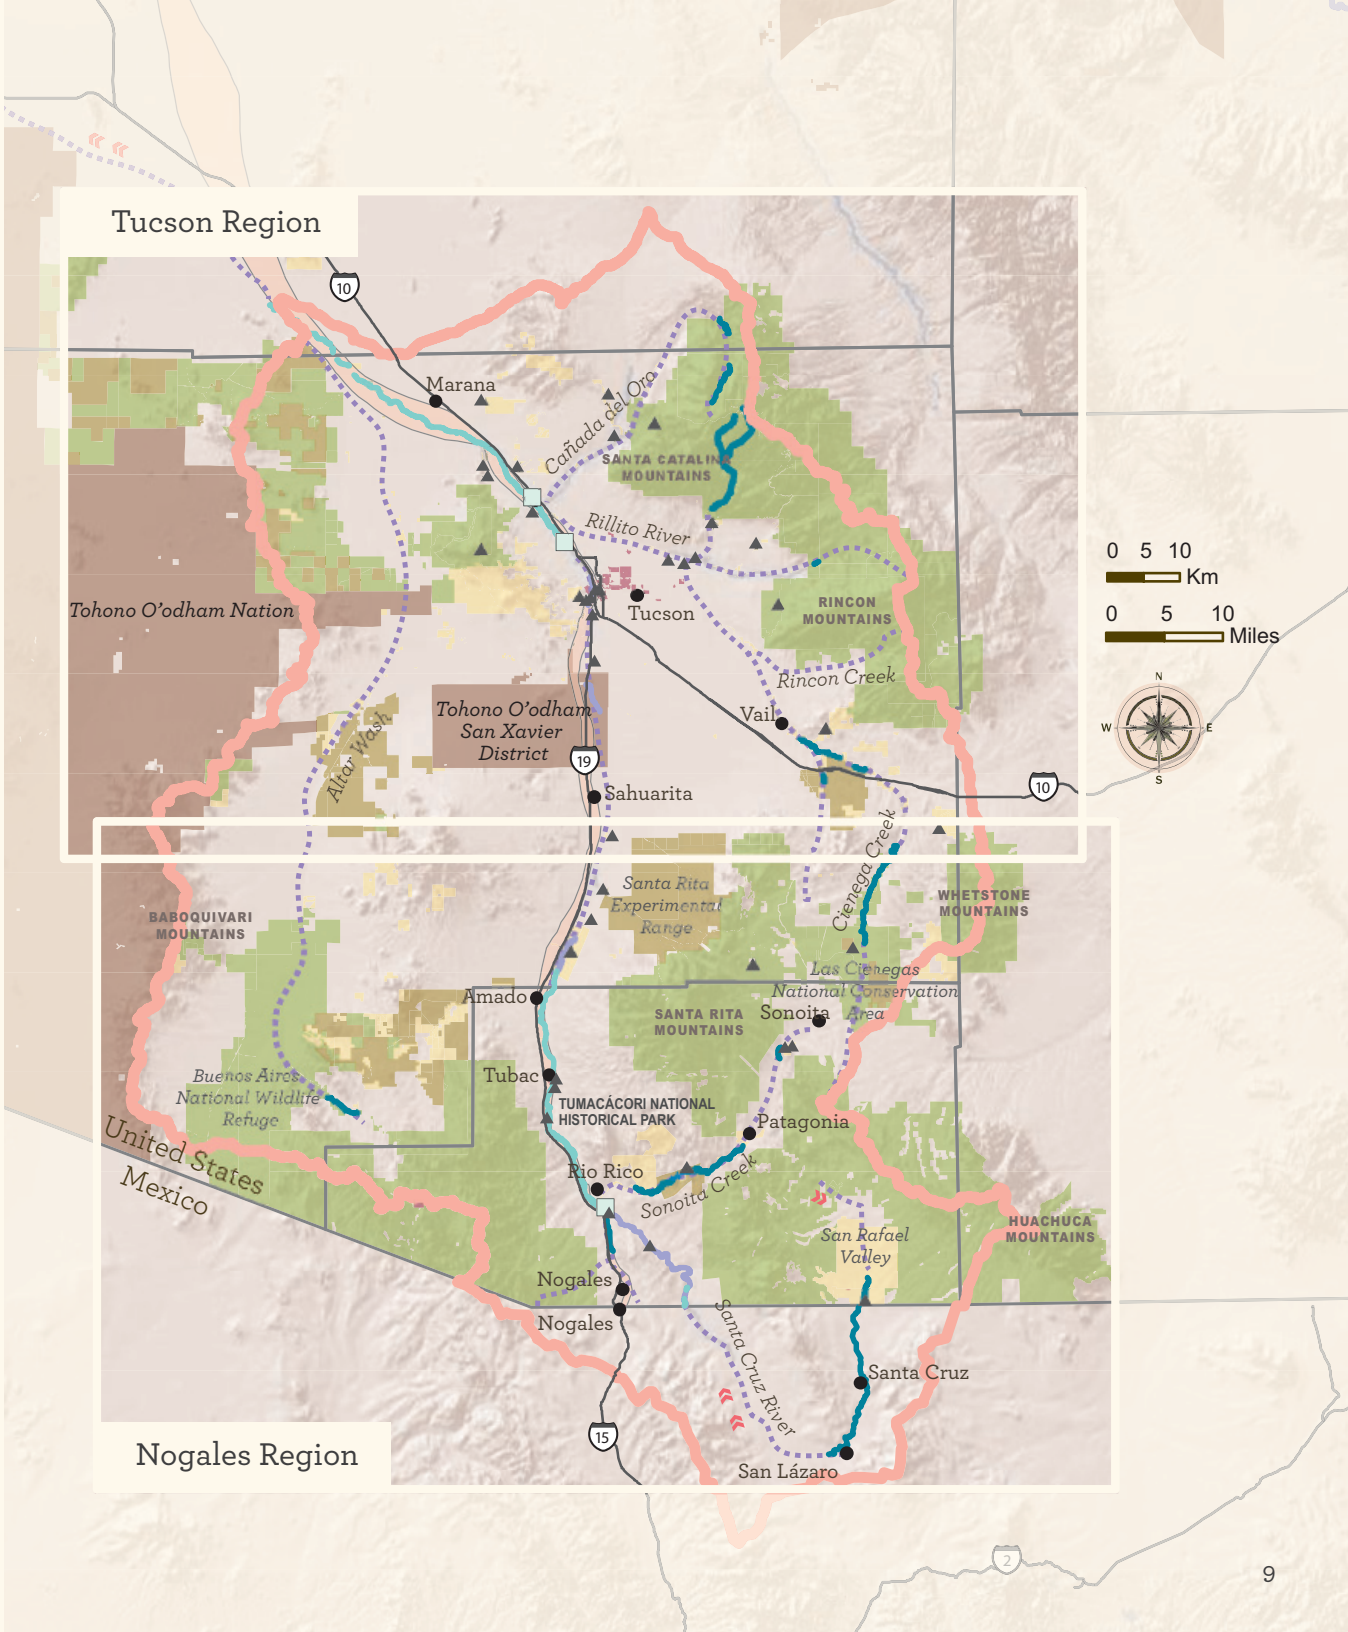 Tucson Region
10
Marana
Cañada del Oro
SANTA CATALINA
MOUNTAINS
Rillito River
Tucson
RINCON
MOUNTAINS
Tohono O'odham Nation
Rincon Creek
Tohono O'odham
San Xavier
District
Vail
Altar Wash
19
Sahuarita
10
0 5 10
Km
0 5 10
Miles
N
W
E
S
Cienega Creek
Santa Rita
Experimental
Range
WHETSTONE
MOUNTAINS
BABOQUIVARI
MOUNTAINS
Las Cienegas
National Conservation
Area
Amado
SANTA RITA
MOUNTAINS
Sonoita
Tubac
Buenos Aires
National Wildlife
Refuge
TUMACÁCORI NATIONAL
HISTORICAL PARK
Patagonia
United States
Mexico
Rio Rico
Sonoita Creek
San Rafael
Valley
HUACHUCA
MOUNTAINS
Nogales
Nogales
Santa Cruz River
Santa Cruz
15
San Lázaro
Nogales Region
2
9